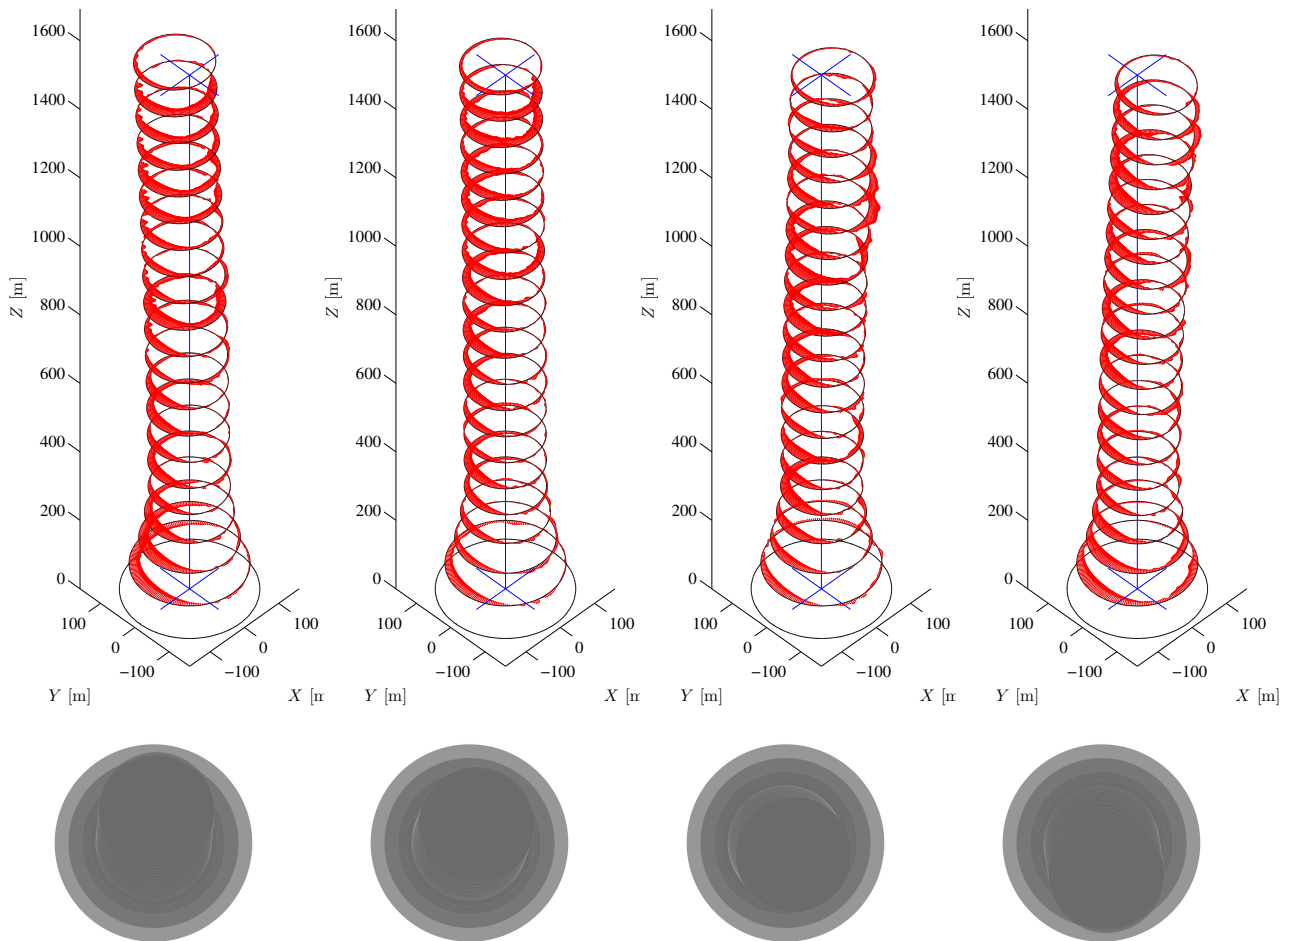 1600 1600 1600 1600
1400 1400 1400 1400
1200 1200 1200 1200
1000 1000 1000 1000
Z [m] Z [m] Z [m] Z [m]
800 800 800 800
600 600 600 600
400 400 400 400
200 200 200 200
0 0 0 0
100 100 100 100 100 100 100 100
0 0 0 0 0 0 0 0
−100 −100 −100 −100 −100 −100 −100 −100
Y [m] X [m Y [m] X [m Y [m] X [m Y [m] X [m]